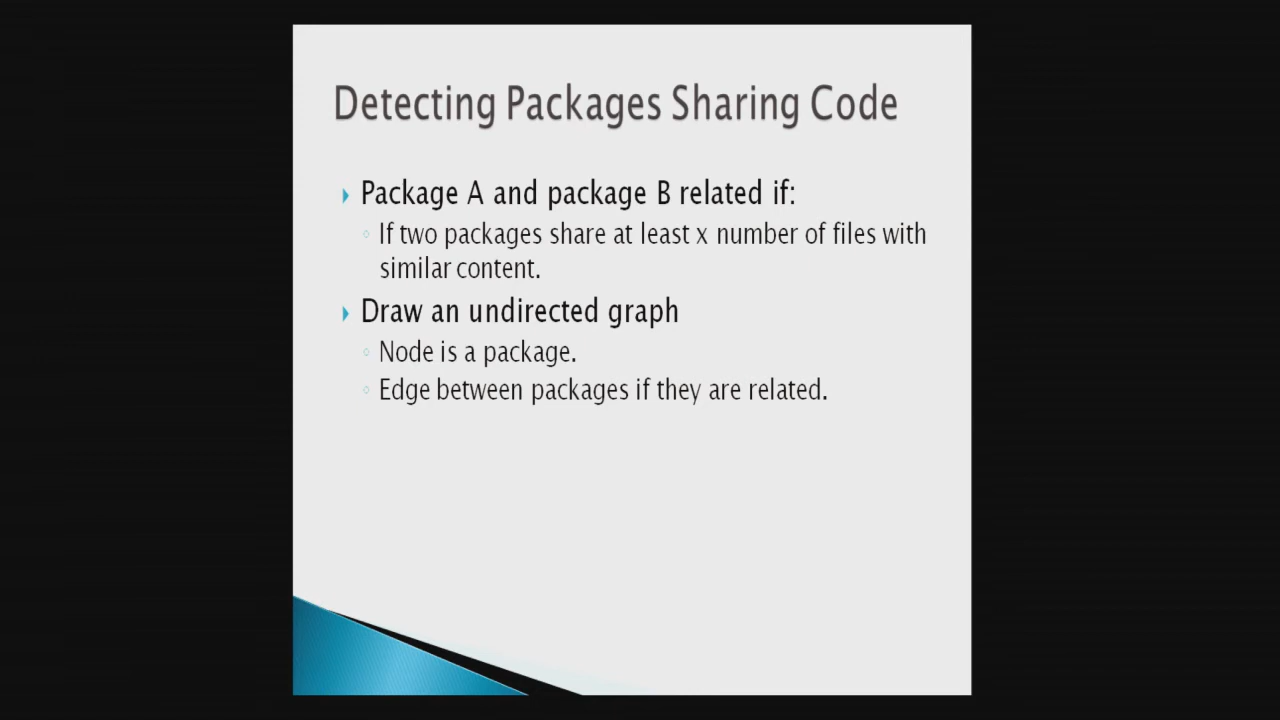 Detecting Packages Sharing Code
Package A and package B related if:
If two packages share at least x number of files with
similar content.
Draw an undirected graph
Node is a package.
Edge between packages if they are related.